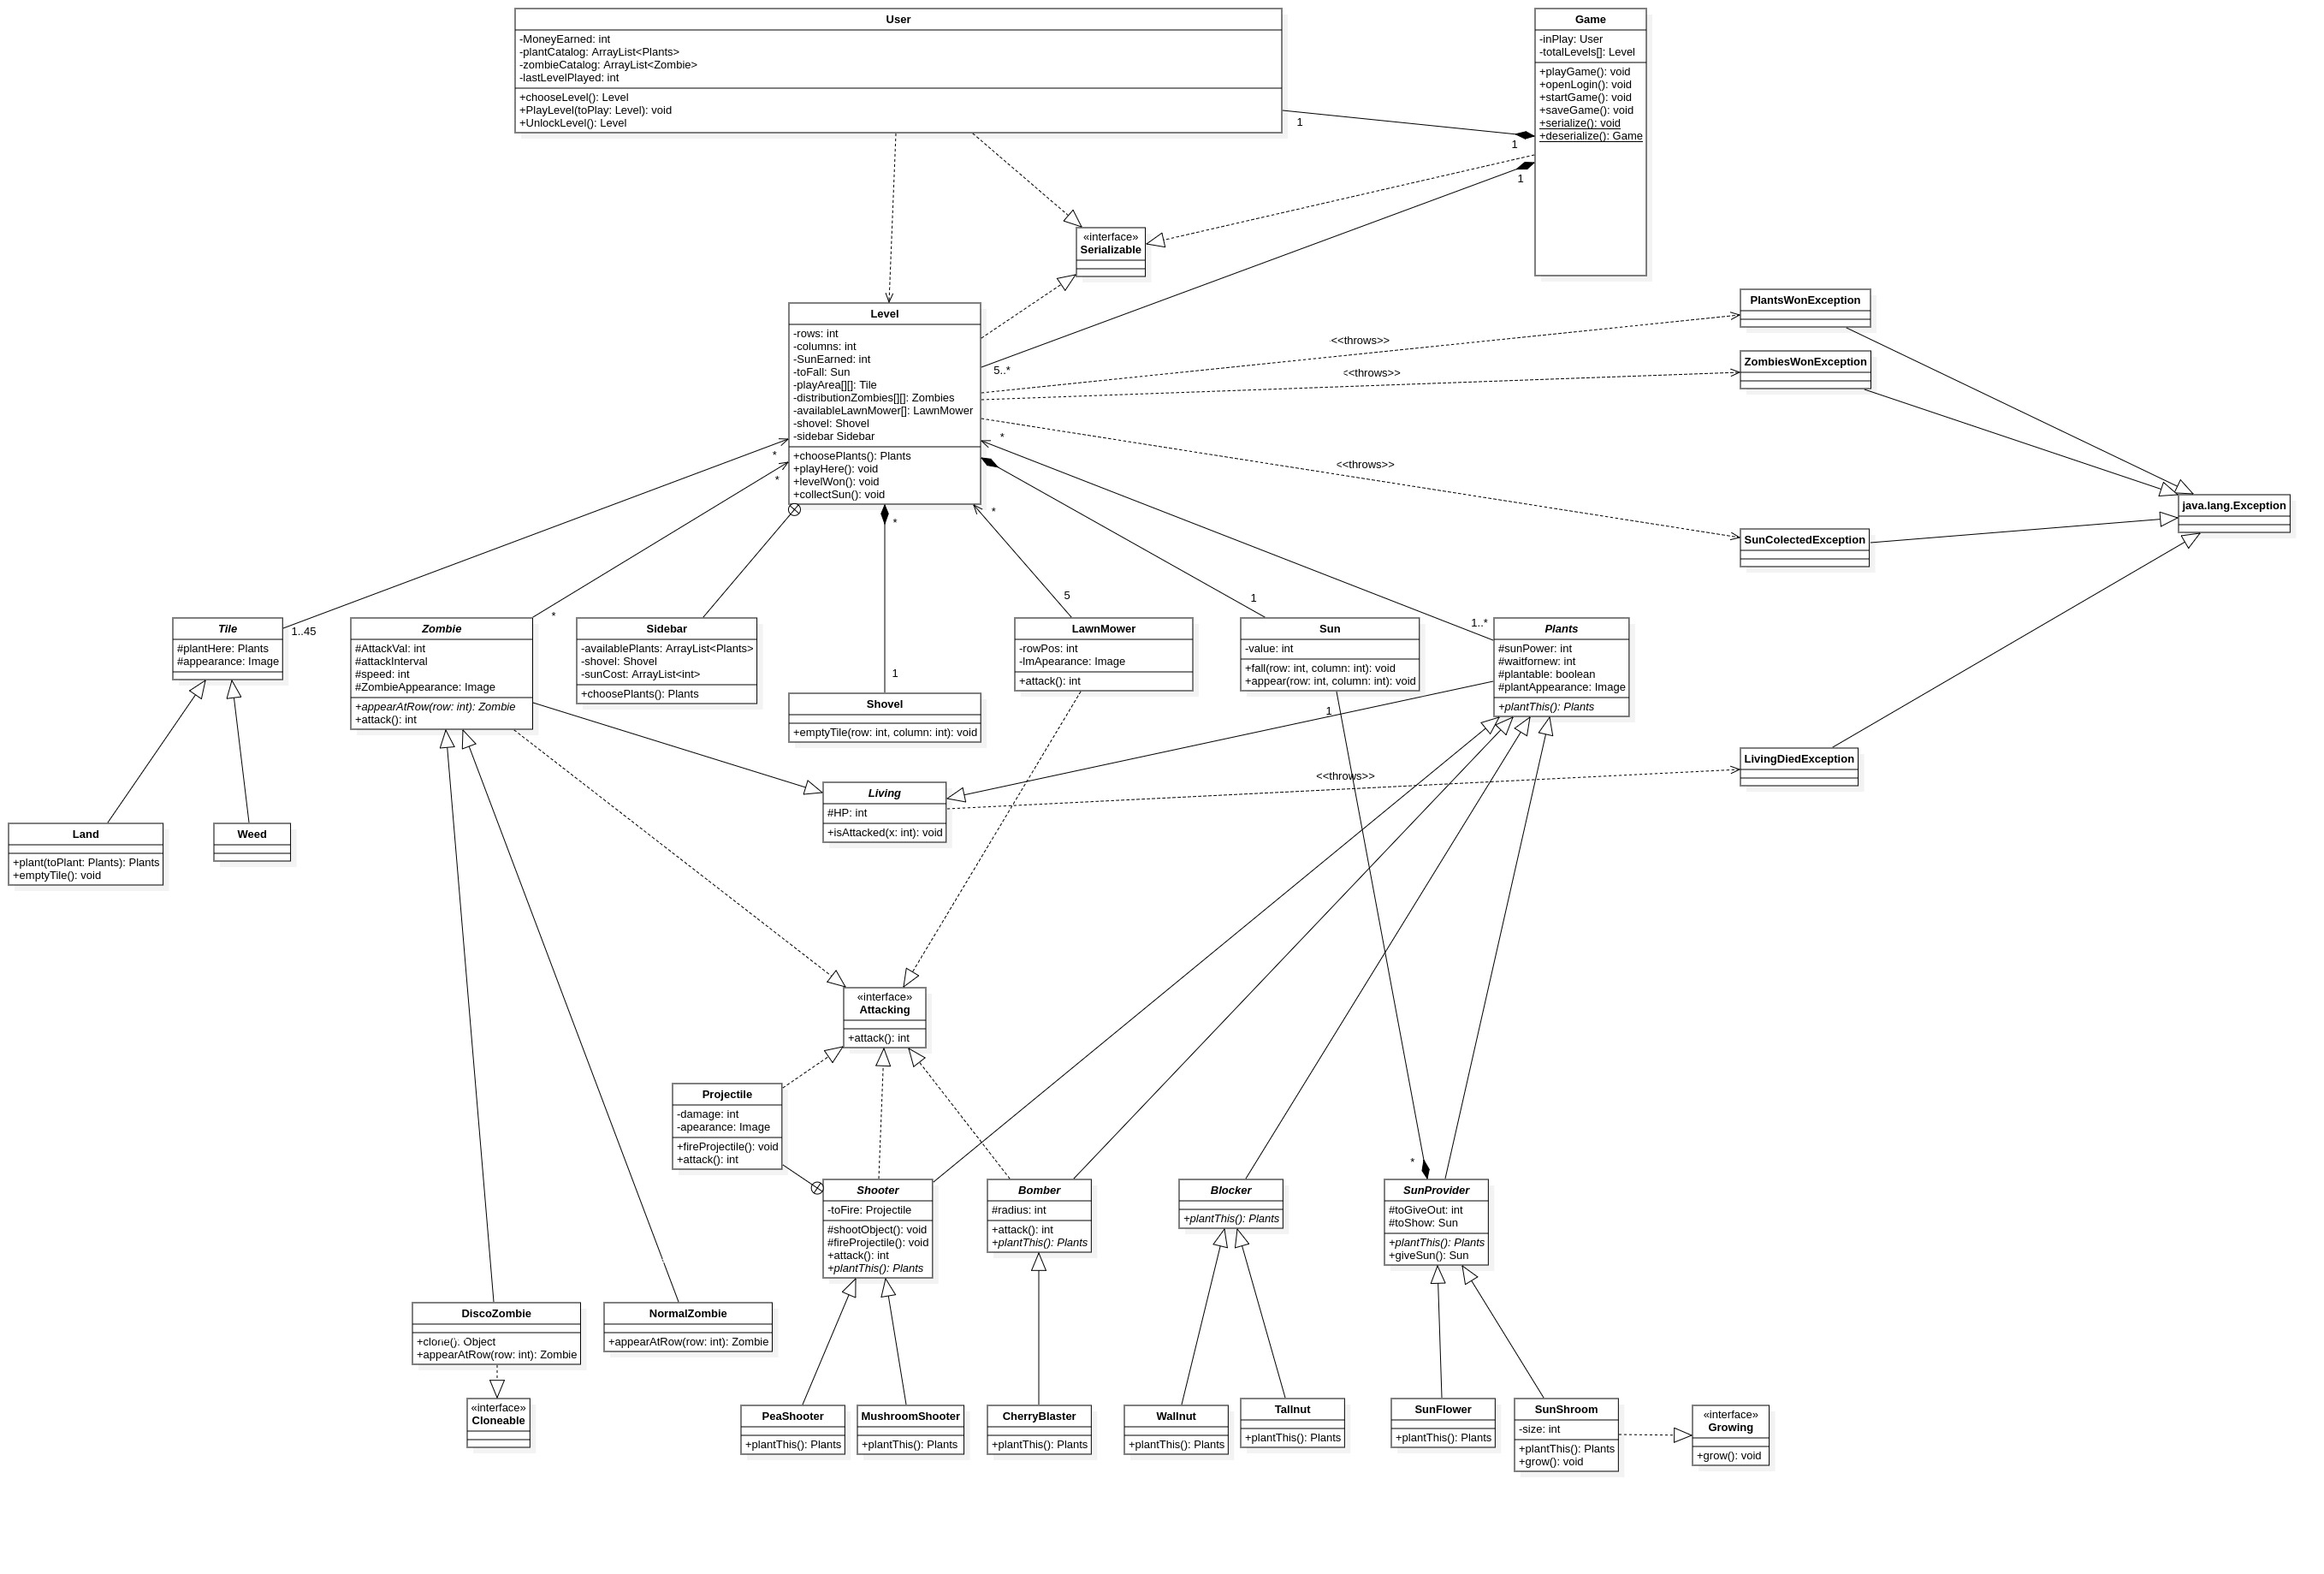 User
-MoneyEarned: int
-plantCatalog: ArrayList<Plants>
-zombieCatalog: ArrayList<Zombie>
-lastLevelPlayed: int
+chooseLevel(): Level
+PlayLevel(toPlay: Level): void
+UnlockLevel(): Level
Game
-inPlay: User
-totalLevels[]: Level
+playGame(): void
+openLogin(): void
+startGame(): void
+saveGame(): void
+serialize(): void
+deserialize(): Game
1
1
1
«interface»
Serializable
Level
-rows: int
-columns: int
-SunEarned: int
-toFall: Sun
-playArea[][]: Tile
-distributionZombies[][]: Zombies
-availableLawnMower[]: LawnMower
-shovel: Shovel
-sidebar Sidebar
+choosePlants(): Plants
+playHere(): void
+levelWon(): void
+collectSun(): void
5..*
<<throws>>
<<throws>>
<<throws>>
PlantsWonException
ZombiesWonException
SunColectedException
java.lang.Exception
*
*
*
*
*
1..45
*
5
1
1..*
1
Tile
#plantHere: Plants
#appearance: Image
Zombie
#AttackVal: int
#attackInterval
#speed: int
#ZombieAppearance: Image
+appearAtRow(row: int): Zombie
+attack(): int
Sidebar
-availablePlants: ArrayList<Plants>
-shovel: Shovel
-sunCost: ArrayList<int>
+choosePlants(): Plants
Shovel
+emptyTile(row: int, column: int): void
LawnMower
-rowPos: int
-lmApearance: Image
+attack(): int
Sun
-value: int
+fall(row: int, column: int): void
+appear(row: int, column: int): void
Plants
#sunPower: int
#waitfornew: int
#plantable: boolean
#plantAppearance: Image
+plantThis(): Plants
1
Living
#HP: int
+isAttacked(x: int): void
<<throws>>
LivingDiedException
Land
+plant(toPlant: Plants): Plants
+emptyTile(): void
Weed
«interface»
Attacking
+attack(): int
Projectile
-damage: int
-apearance: Image
+fireProjectile(): void
+attack(): int
Shooter
-toFire: Projectile
#shootObject(): void
#fireProjectile(): void
+attack(): int
+plantThis(): Plants
Bomber
#radius: int
+attack(): int
+plantThis(): Plants
Blocker
+plantThis(): Plants
*
SunProvider
#toGiveOut: int
#toShow: Sun
+plantThis(): Plants
+giveSun(): Sun
DiscoZombie
+clone(): Object
+appearAtRow(row: int): Zombie
NormalZombie
+appearAtRow(row: int): Zombie
«interface»
Cloneable
PeaShooter
+plantThis(): Plants
MushroomShooter
+plantThis(): Plants
CherryBlaster
+plantThis(): Plants
Wallnut
+plantThis(): Plants
Tallnut
+plantThis(): Plants
SunFlower
+plantThis(): Plants
SunShroom
-size: int
+plantThis(): Plants
+grow(): void
«interface»
Growing
+grow(): void